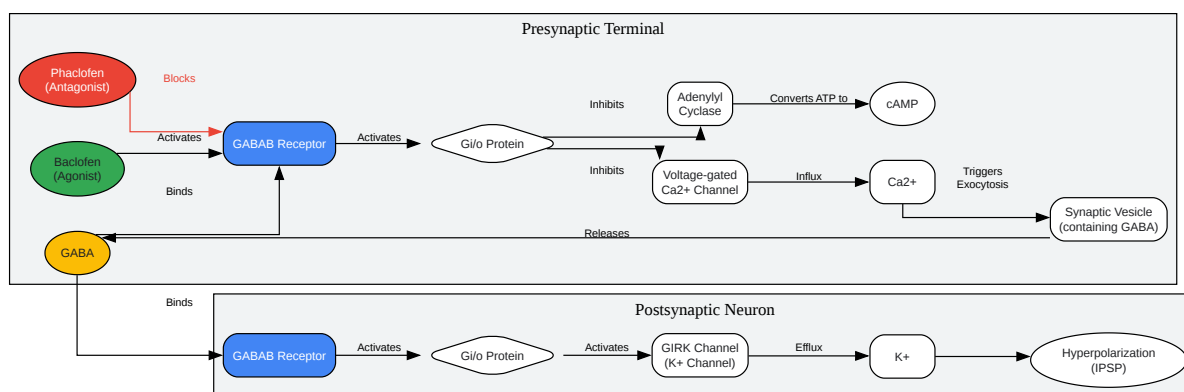 Presynaptic Terminal
Phaclofen
(Antagonist)
Blocks
Adenylyl
Cyclase
Converts ATP to
cAMP
Inhibits
Activates
GABAB Receptor
Activates
Gi/o Protein
Baclofen
(Agonist)
Inhibits
Voltage-gated
Ca2+ Channel
Influx
Ca2+
Triggers
Exocytosis
Binds
Synaptic Vesicle
(containing GABA)
Releases
GABA
Binds
Postsynaptic Neuron
GABAB Receptor
Activates
Gi/o Protein
Activates
GIRK Channel
(K+ Channel)
Efflux
K+
Hyperpolarization
(IPSP)